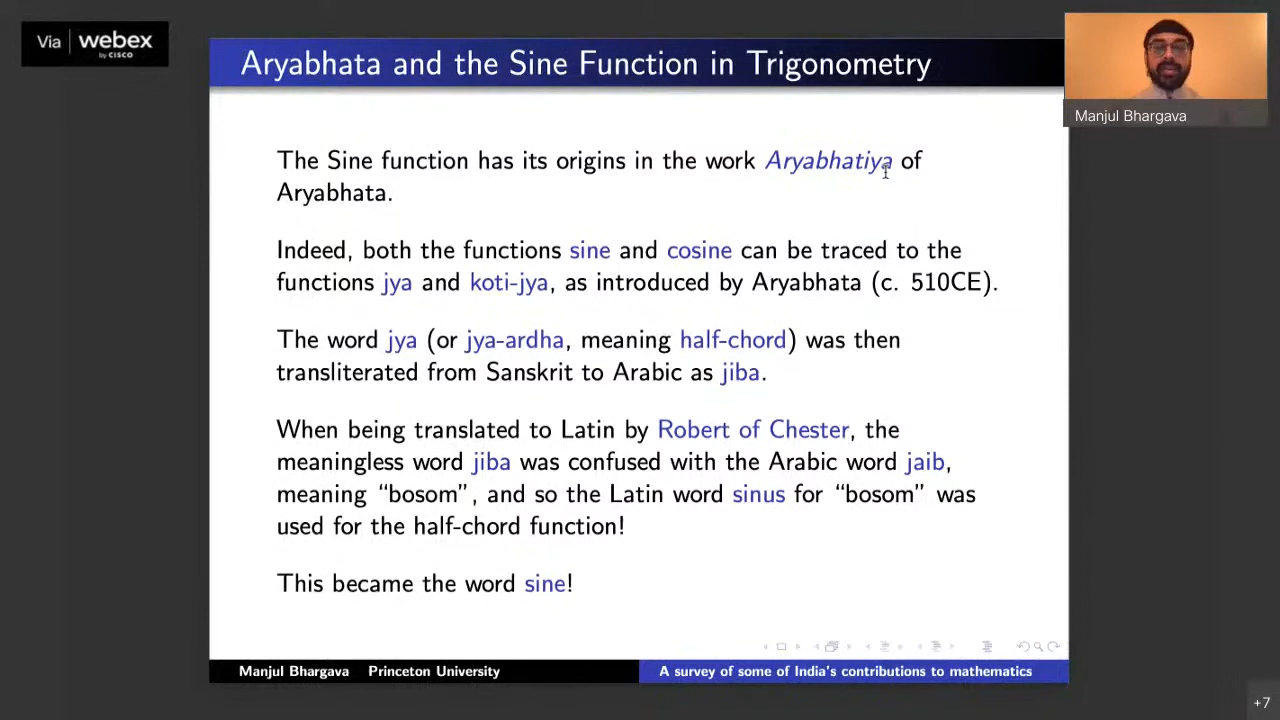 Via webex
by CISCO
Aryabhata and the Sine Function in Trigonometry
Manjul Bhargava
The Sine function has its origins in the work Aryabhatiya of
Aryabhata.
Indeed, both the functions sine and cosine can be traced to the
functions jya and koti-jya, as introduced by Aryabhata (c. 510CE).
The word jya (or jya-ardha, meaning half-chord) was then
transliterated from Sanskrit to Arabic as jiba.
When being translated to Latin by Robert of Chester, the
meaningless word jiba was confused with the Arabic word jaib,
meaning “bosom”, and so the Latin word sinus for “bosom” was
used for the half-chord function!
This became the word sine!
Manjul Bhargava Princeton University
A survey of some of India's contributions to mathematics
+7